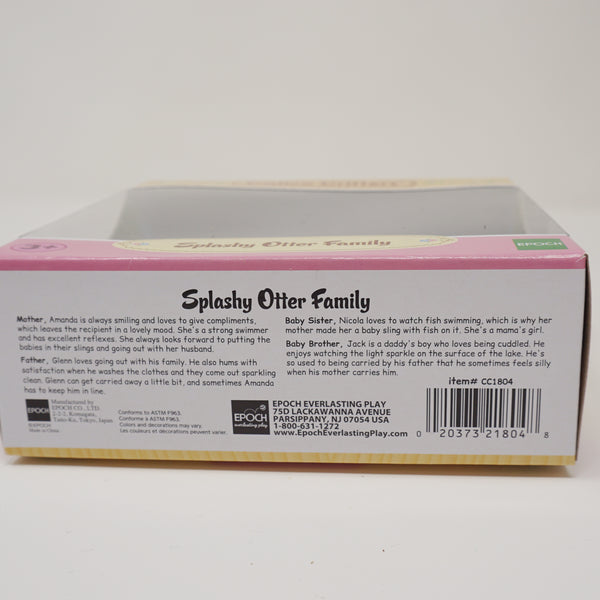 3+
Splashy Otter Family
EPOCH
Splashy Otter Family
Mother, Amanda is always smiling and loves to give compliments,
which leaves the recipient in a lovely mood. She's a strong swimmer
and has excellent reflexes. She always looks forward to putting the
babies in their slings and going out with her husband.
Father, Glenn loves going out with his family. He also hums with
satisfaction when he washes the clothes and they come out sparkling
clean. Glenn can get carried away a little bit, and sometimes Amanda
has to keep him in line.
Baby Sister, Nicola loves to watch fish swimming, which is why her
mother made her a baby sling with fish on it. She's a mama's girl.
Baby Brother, Jack is a daddy's boy who loves being cuddled. He
enjoys watching the light sparkle on the surface of the lake. He's
so used to being carried by his father that he sometimes feels silly
when his mother carries him.
item# CC1804
EPOCH
Manufactured by
EPOCH CO., LTD.
2-2-2, Komagata,
Taito-Ku, Tokyo, Japan
©EPOCH
Made in China
Conforms to ASTM F963.
Conforme à ASTM F963.
Colors and decorations may vary.
Les couleurs et décorations peuvent varier.
EPOCH
everlasting play
EPOCH EVERLASTING PLAY
75D LACKAWANNA AVENUE
PARSIPPANY, NJ 07054 USA
1-800-631-1272
www.EpochEverlastingPlay.com
0 20373 21804 8